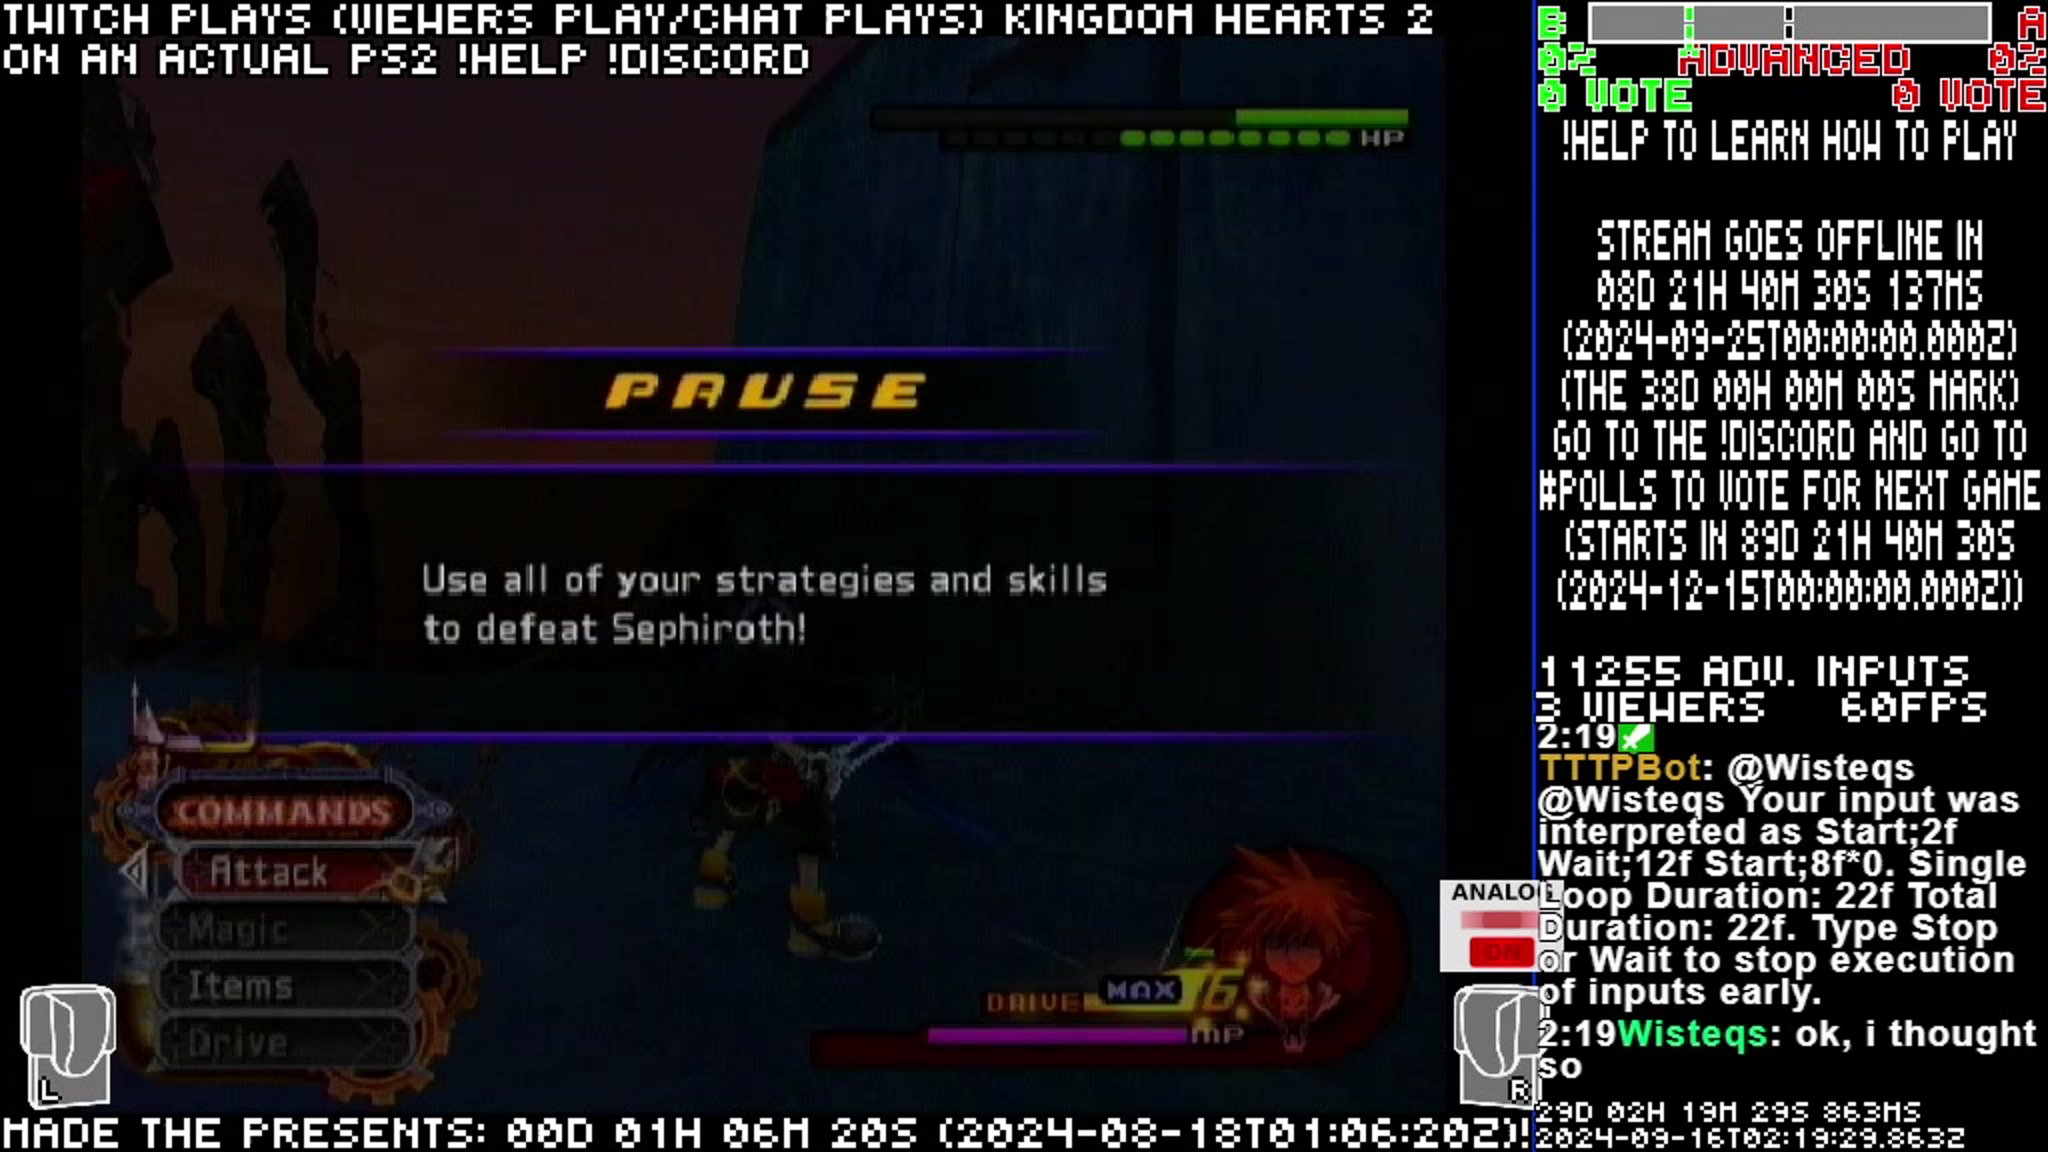 TWITCH PLAYS (VIEWERS PLAY/CHAT PLAYS) KINGDOM HEARTS 2
ON AN ACTUAL PS2 !HELP !DISCORD
HP
PAUSE
Use all of your strategies and skills
to defeat Sephiroth!
COMMANDS
Attack
Magic
Items
Drive
DRIVE MAX 6
MP
L
ANALOG
ON
R
MADE THE PRESENTS: 00D 01H 06M 20S (2024-08-18T01:06:20Z)!
B A
0% ADVANCED 0%
0 VOTE 0 VOTE
!HELP TO LEARN HOW TO PLAY
STREAM GOES OFFLINE IN
08D 21H 40M 30S 137MS
(2024-09-25T00:00:00.000Z)
(THE 38D 00H 00M 00S MARK)
GO TO THE !DISCORD AND GO TO
#POLLS TO VOTE FOR NEXT GAME
(STARTS IN 89D 21H 40M 30S
(2024-12-15T00:00:00.000Z))
11255 ADV. INPUTS
3 VIEWERS 60FPS
2:19
TTTPBot: @Wisteqs
@Wisteqs Your input was
interpreted as Start;2f
Wait;12f Start;8f*0. Single
Loop Duration: 22f Total
Duration: 22f. Type Stop
or Wait to stop execution
of inputs early.
2:19Wisteqs: ok, i thought
so
29D 02H 19M 29S 863MS
2024-09-16T02:19:29.863Z